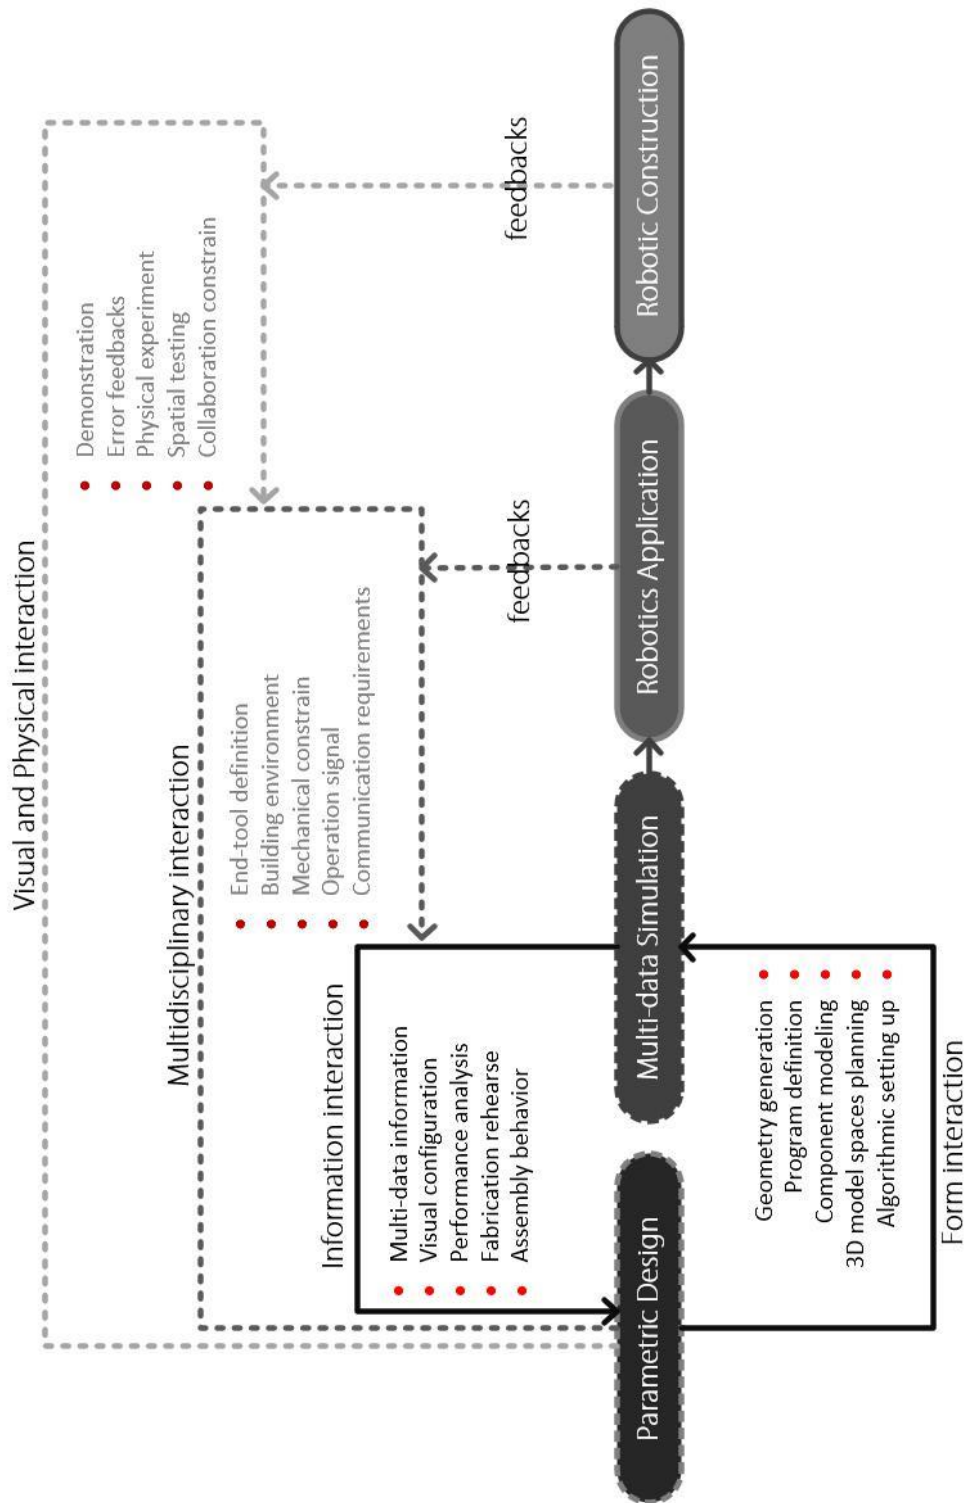 Visual and Physical interaction
Demonstration
Error feedbacks
Physical experiment
Spatial testing
Collaboration constrain
Multidisciplinary interaction
End-tool definition
Building environment
Mechanical constrain
Operation signal
Communication requirements
Information interaction
Multi-data information
Visual configuration
Performance analysis
Fabrication rehearse
Assembly behavior
feedbacks
feedbacks
Parametric Design
Multi-data Simulation
Robotics Application
Robotic Construction
Geometry generation
Program definition
Component modeling
3D model spaces planning
Algorithmic setting up
Form interaction